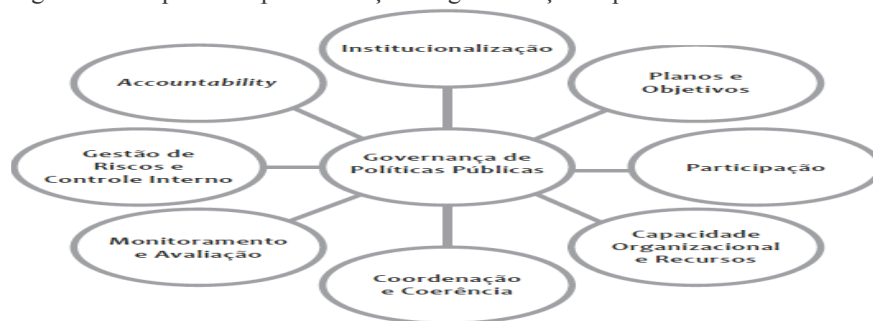 Institucionalização
Accountability
Planos e
Objetivos
Gestão de
Riscos e
Controle Interno
Governança de
Políticas Públicas
Participação
Monitoramento
e Avaliação
Capacidade
Organizacional
e Recursos
Coordenação
e Coerência